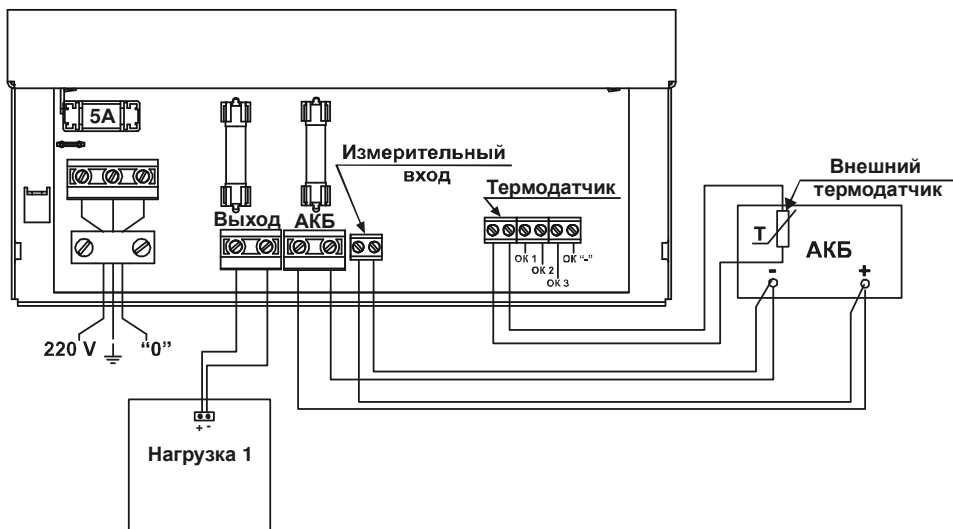 5А
Измерительный
вход
Термодатчик
Внешний
термодатчик
Выход
АКБ
ОК 1
ОК 2
ОК 3
ОК "-"
T
АКБ
-
+
220 V
“0”
+ -
Нагрузка 1